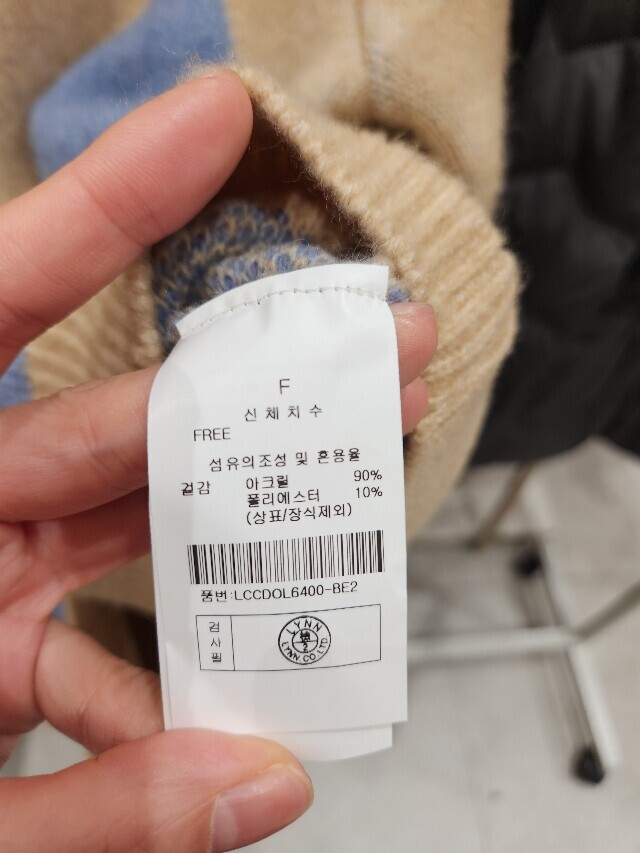 F
신체치수
FREE
섬유의조성 및 혼용율
겉감 아크릴 90%
폴리에스터 10%
(상표/장식제외)
품번:LCCDOL6400-BE2
검사필
LYNN
2
LYNN CO LTD